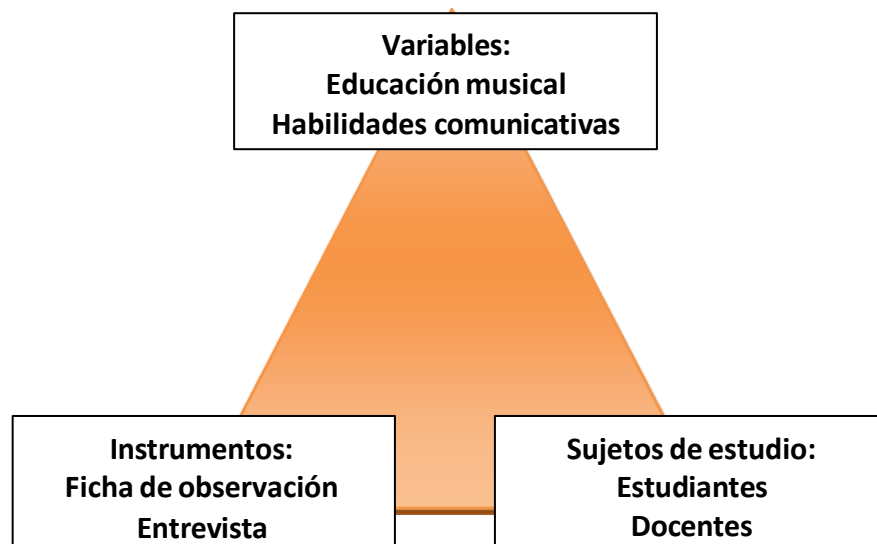 Variables:
Educación musical
Habilidades comunicativas
Instrumentos:
Ficha de observación
Entrevista
Sujetos de estudio:
Estudiantes
Docentes